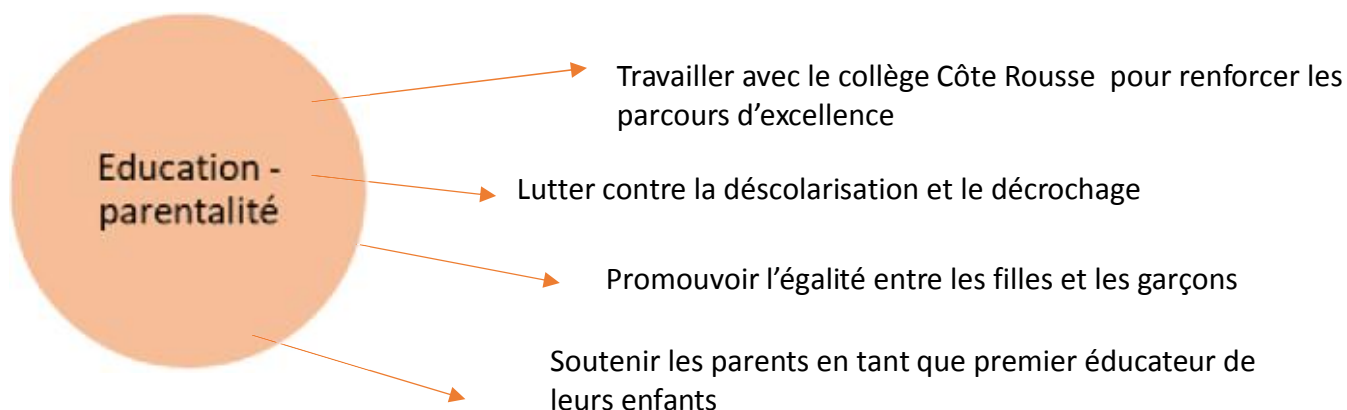 Education -
parentalité
Travailler avec le collège Côte Rousse  pour renforcer les
parcours d’excellence
Lutter contre la déscolarisation et le décrochage
Promouvoir l’égalité entre les filles et les garçons
Soutenir les parents en tant que premier éducateur de
leurs enfants